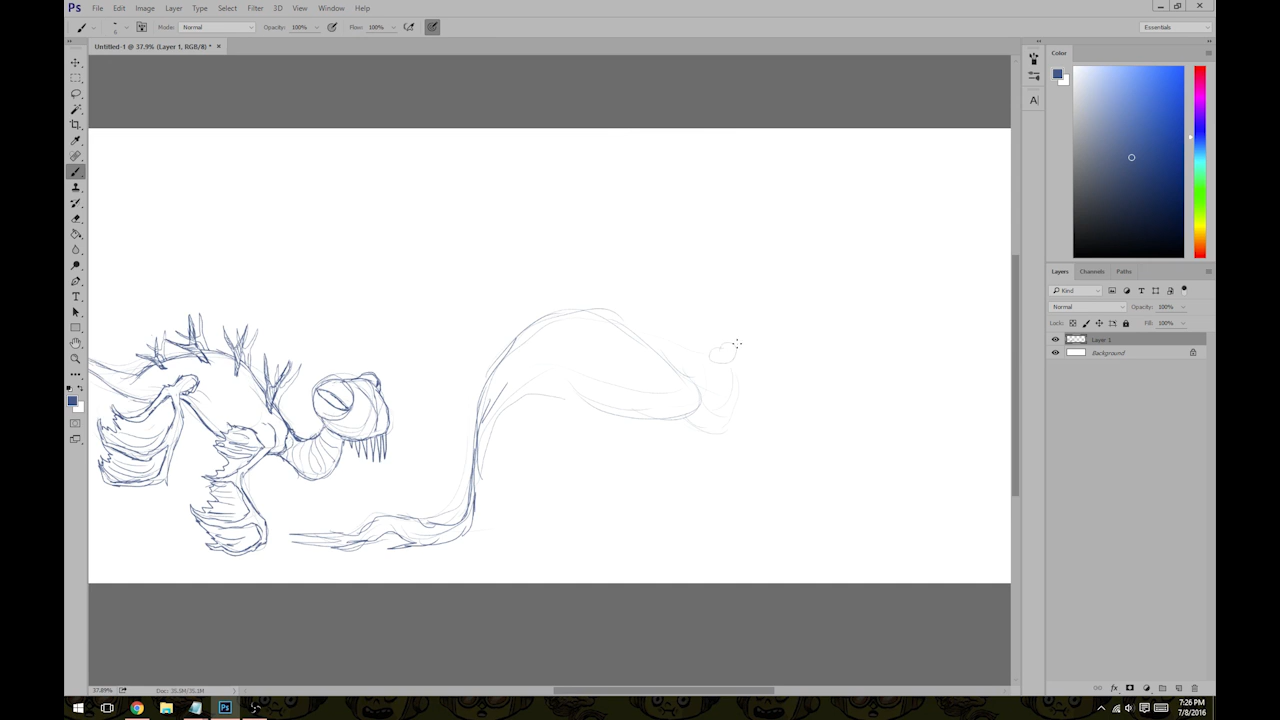 Ps File Edit Image Layer Type Select Filter 3D View Window Help
6 Mode: Normal Opacity: 100% Flow: 100% Essentials
Untitled-1 @ 37.9% (Layer 1, RGB/8) * ×
Color
Layers Channels Paths
Kind
Normal Opacity: 100%
Lock: Fill: 100%
Layer 1
Background
37.89% Doc: 35.5M/35.1M
Ps 7:26 PM
7/8/2016